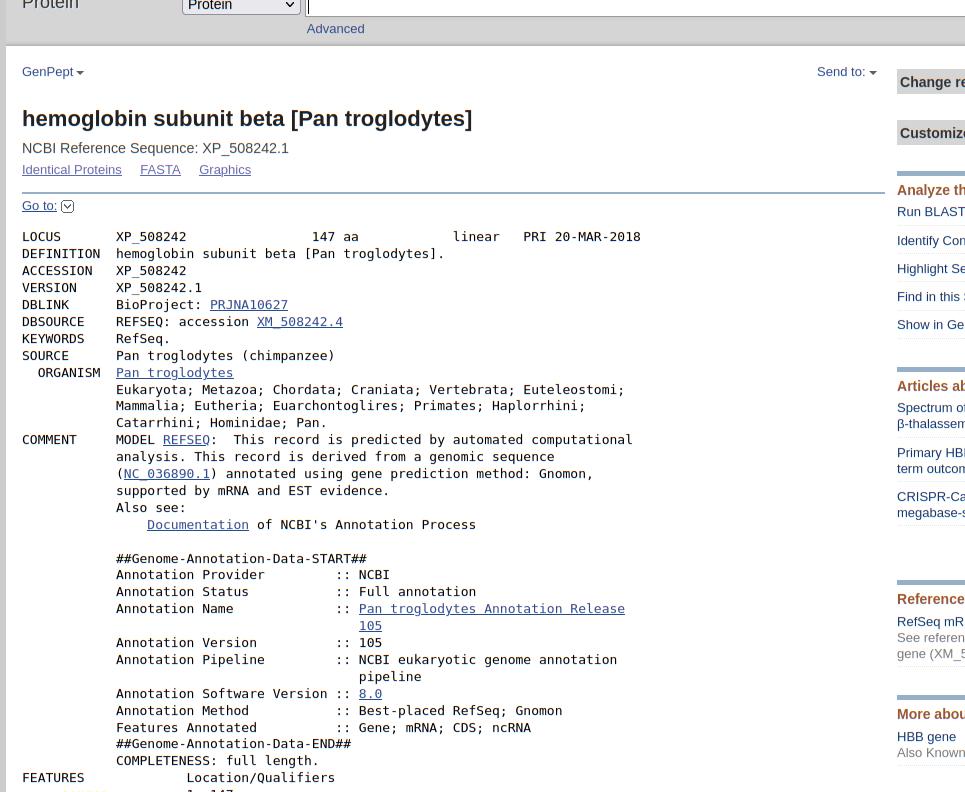 Protein
Protein
Advanced
GenPept
Send to:
hemoglobin subunit beta [Pan troglodytes]
NCBI Reference Sequence: XP_508242.1
Identical Proteins FASTA Graphics
Go to:
LOCUS XP_508242 147 aa linear PRI 20-MAR-2018
DEFINITION hemoglobin subunit beta [Pan troglodytes].
ACCESSION XP_508242
VERSION XP_508242.1
DBLINK BioProject: PRJNA10627
DBSOURCE REFSEQ: accession XM_508242.4
KEYWORDS RefSeq.
SOURCE Pan troglodytes (chimpanzee)
ORGANISM Pan troglodytes
Eukaryota; Metazoa; Chordata; Craniata; Vertebrata; Euteleostomi;
Mammalia; Eutheria; Euarchontoglires; Primates; Haplorrhini;
Catarrhini; Hominidae; Pan.
COMMENT MODEL REFSEQ: This record is predicted by automated computational
analysis. This record is derived from a genomic sequence
(NC_036890.1) annotated using gene prediction method: Gnomon,
supported by mRNA and EST evidence.
Also see:
Documentation of NCBI's Annotation Process
##Genome-Annotation-Data-START##
Annotation Provider :: NCBI
Annotation Status :: Full annotation
Annotation Name :: Pan troglodytes Annotation Release
105
Annotation Version :: 105
Annotation Pipeline :: NCBI eukaryotic genome annotation
pipeline
Annotation Software Version :: 8.0
Annotation Method :: Best-placed RefSeq; Gnomon
Features Annotated :: Gene; mRNA; CDS; ncRNA
##Genome-Annotation-Data-END##
COMPLETENESS: full length.
FEATURES Location/Qualifiers
Change re
Customize
Analyze th
Run BLAST
Identify Con
Highlight Se
Find in this
Show in Ge
Articles ab
Spectrum of
β-thalassem
Primary HB
term outcom
CRISPR-Ca
megabase-s
Reference
RefSeq mR
See referen
gene (XM_5
More abou
HBB gene
Also Known